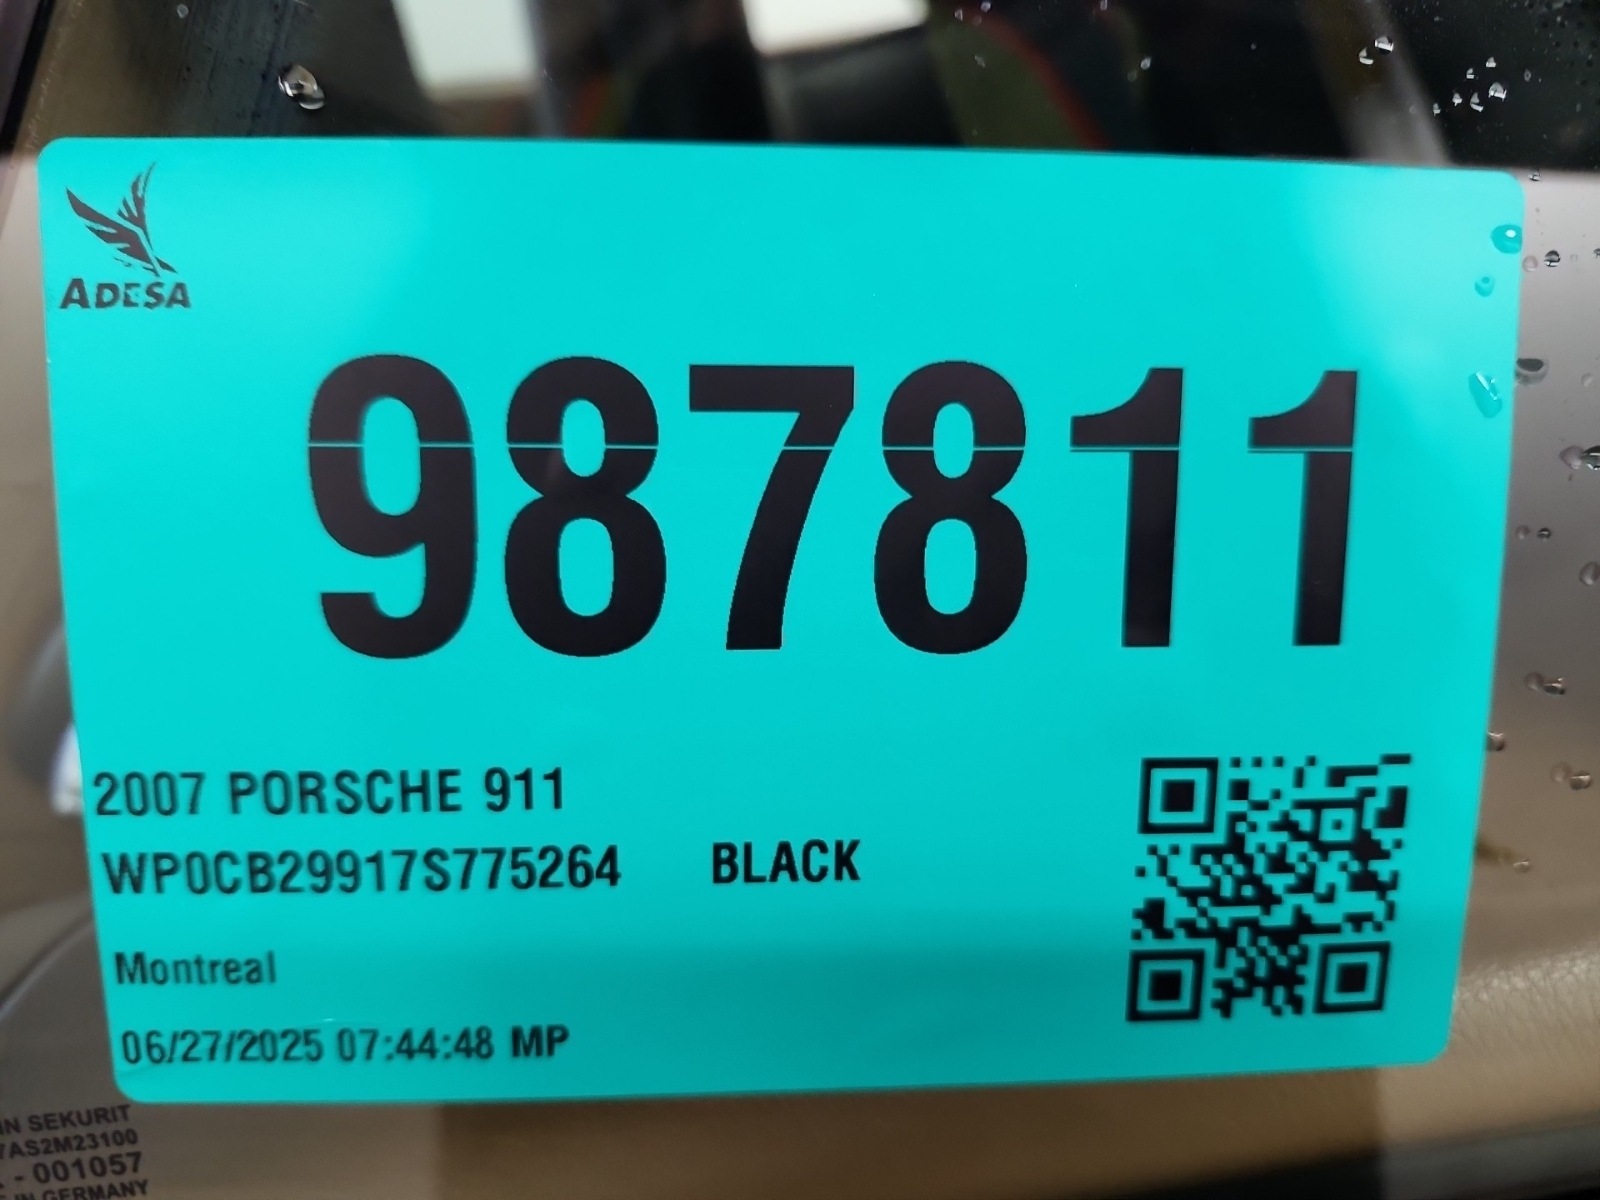 ADESA
987811
2007 PORSCHE 911
WP0CB29917S775264 BLACK
Montreal
06/27/2025 07:44:48 MP
SEKURIT
7AS2M23100
- 001057
IN GERMANY